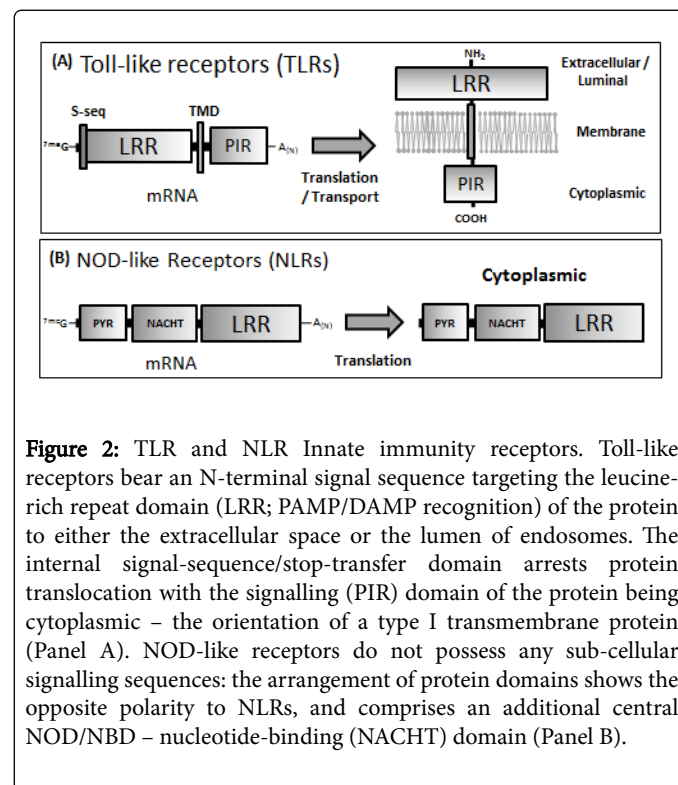 (A) Toll-like receptors (TLRs)
NH2
LRR
Extracellular /
Luminal
S-seq
TMD
7meG
LRR
PIR
A(N)
Membrane
mRNA
Translation
/ Transport
PIR
Cytoplasmic
COOH
(B) NOD-like Receptors (NLRs)
Cytoplasmic
7meG
PYR
NACHT
LRR
A(N)
PYR
NACHT
LRR
mRNA
Translation
Figure 2: TLR and NLR Innate immunity receptors. Toll-like
receptors bear an N-terminal signal sequence targeting the leucine-
rich repeat domain (LRR; PAMP/DAMP recognition) of the protein
to either the extracellular space or the lumen of endosomes. The
internal signal-sequence/stop-transfer domain arrests protein
translocation with the signalling (PIR) domain of the protein being
cytoplasmic – the orientation of a type I transmembrane protein
(Panel A). NOD-like receptors do not possess any sub-cellular
signalling sequences: the arrangement of protein domains shows the
opposite polarity to NLRs, and comprises an additional central
NOD/NBD – nucleotide-binding (NACHT) domain (Panel B).